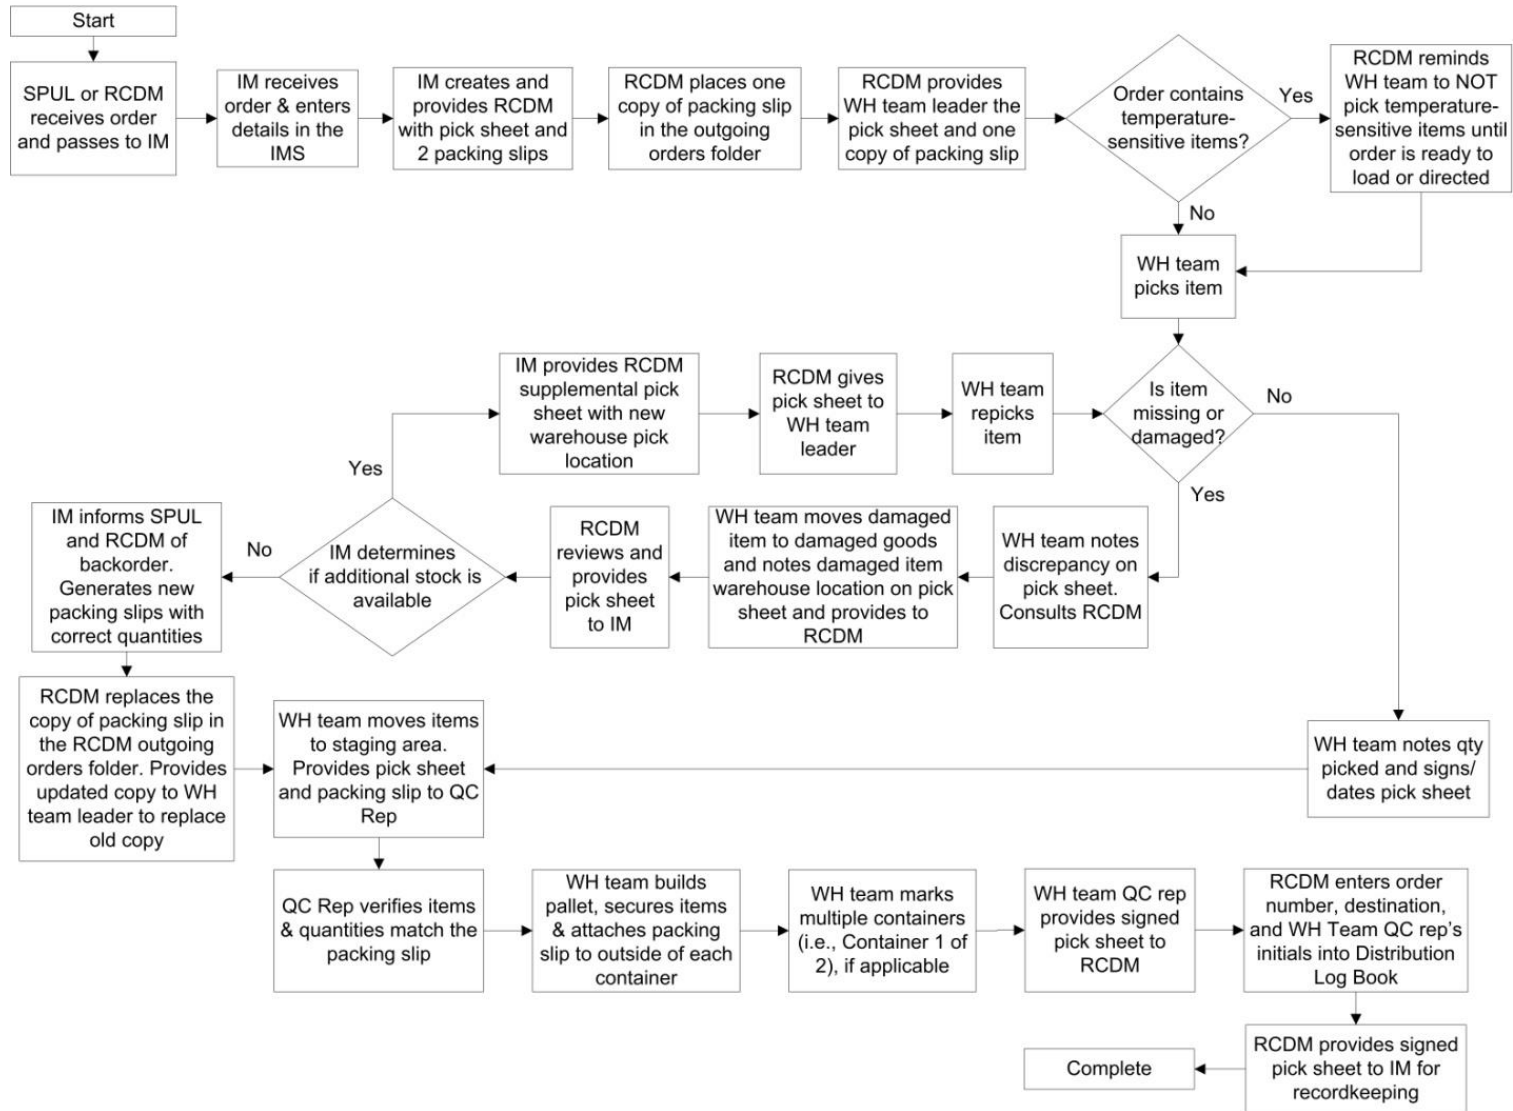 Start
SPUL or RCDM
receives order
and passes to IM
IM receives
order & enters
details in the
IMS
IM creates and
provides RCDM
with pick sheet and
2 packing slips
RCDM places one
copy of packing slip
in the outgoing
orders folder
RCDM provides
WH team leader
the pick sheet and one
copy of packing slip
Order contains
temperature-
sensitive items?
Yes
RCDM reminds
WH team to NOT
pick temperature-
sensitive items until
order is ready to
load or directed
No
WH team
picks item
Is item
missing or
damaged?
No
Yes
IM provides RCDM
supplemental pick
sheet with new
warehouse pick
location
RCDM gives
pick sheet to
WH team
leader
WH team
repicks
item
Yes
IM informs SPUL
and RCDM of
backorder.
Generates new
packing slips with
correct quantities
No
IM determines
if additional stock is
available
RCDM
reviews and
provides
pick sheet
to IM
WH team moves damaged
item to damaged goods
and notes damaged item
warehouse location on pick
sheet and provides to
RCDM
WH team notes
discrepancy on
pick sheet.
Consults RCDM
RCDM replaces the
copy of packing slip in
the RCDM outgoing
orders folder. Provides
updated copy to WH
team leader to replace
old copy
WH team moves items
to staging area.
Provides pick sheet
and packing slip to QC
Rep
WH team notes qty
picked and signs/
dates pick sheet
QC Rep verifies items
& quantities match the
packing slip
WH team builds
pallet, secures items
& attaches packing
slip to outside of each
container
WH team marks
multiple containers
(i.e., Container 1 of
2), if applicable
WH team QC rep
provides signed
pick sheet to
RCDM
RCDM enters order
number, destination,
and WH Team QC rep's
initials into Distribution
Log Book
RCDM provides signed
pick sheet to IM for
recordkeeping
Complete